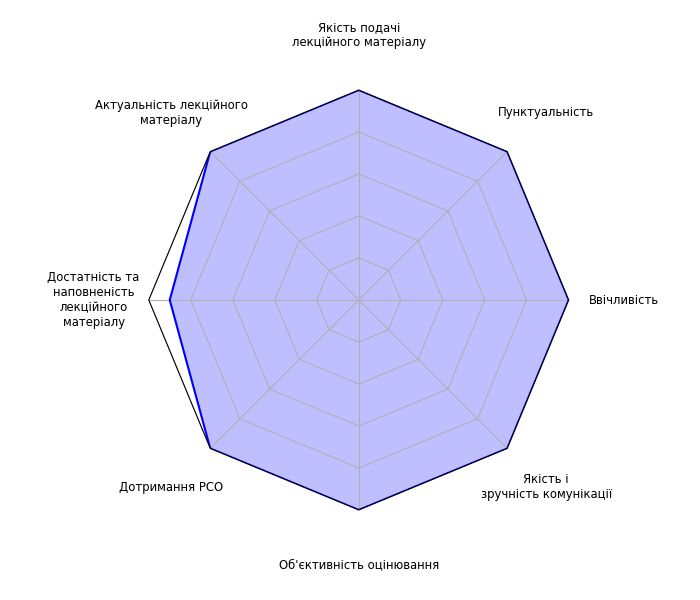 Якість подачі
лекційного матеріалу
Актуальність лекційного
матеріалу
Пунктуальність
Достатність та
наповненість
лекційного
матеріалу
Ввічливість
Дотримання РСО
Якість і
зручність комунікації
Об'єктивність оцінювання